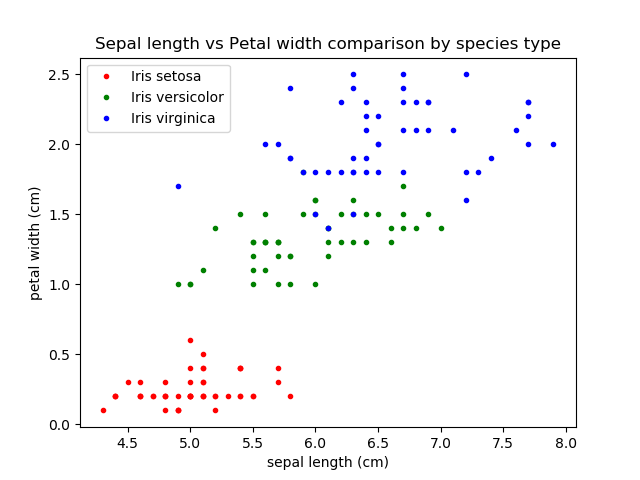 Sepal length vs Petal width comparison by species type
Iris setosa
Iris versicolor
Iris virginica
petal width (cm)
2.5
2.0
1.5
1.0
0.5
0.0
4.5 5.0 5.5 6.0 6.5 7.0 7.5 8.0
sepal length (cm)